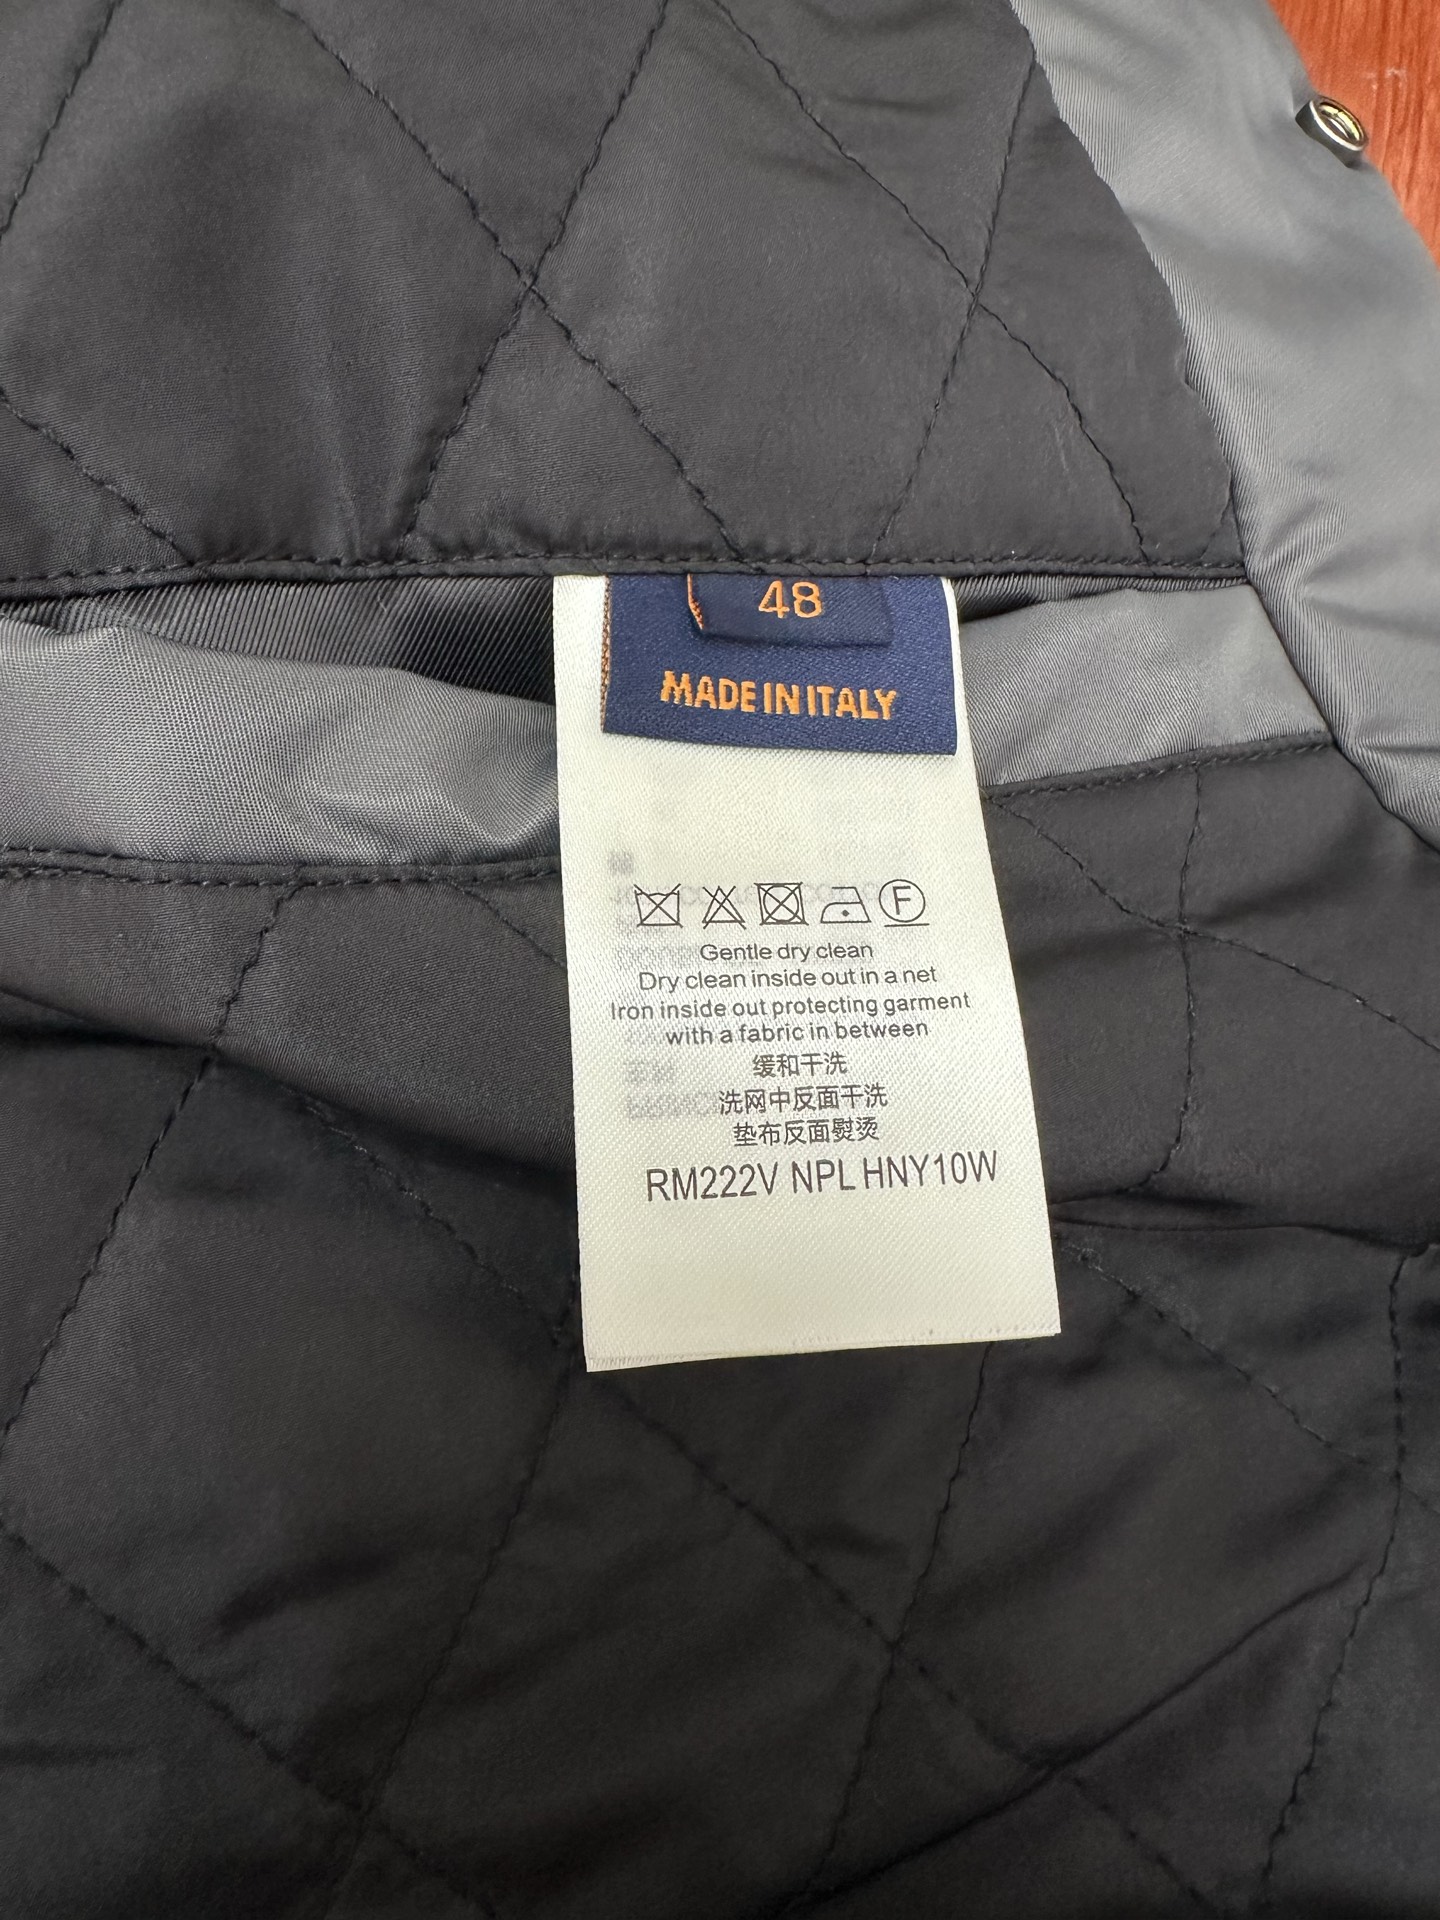 48
MADE IN ITALY
F
Gentle dry clean
Dry clean inside out in a net
Iron inside out protecting garment
with a fabric in between
缓和干洗
洗网中反面干洗
垫布反面熨烫
RM222V NPL HNY10W